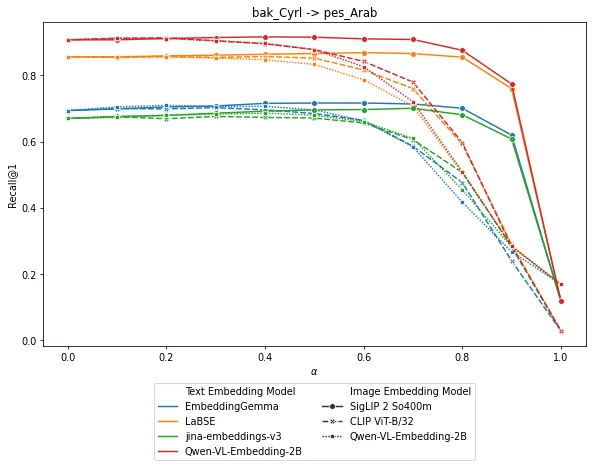 bak_Cyrl -> pes_Arab
Recall@1
0.8
0.6
0.4
0.2
0.0
0.0 0.2 0.4 0.6 0.8 1.0
α
Text Embedding Model Image Embedding Model
EmbeddingGemma SigLIP 2 So400m
LaBSE CLIP ViT-B/32
jina-embeddings-v3 Qwen-VL-Embedding-2B
Qwen-VL-Embedding-2B